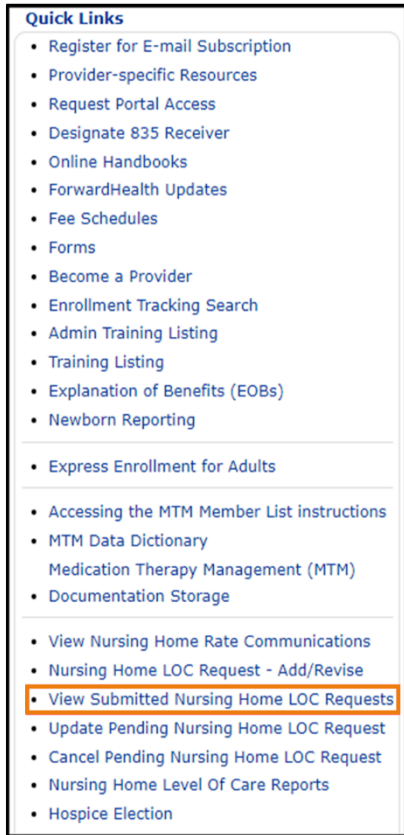 Quick Links
Register for E-mail Subscription
Provider-specific Resources
Request Portal Access
Designate 835 Receiver
Online Handbooks
ForwardHealth Updates
Fee Schedules
Forms
Become a Provider
Enrollment Tracking Search
Admin Training Listing
Training Listing
Explanation of Benefits (EOBs)
Newborn Reporting
Express Enrollment for Adults
Accessing the MTM Member List instructions
MTM Data Dictionary
Medication Therapy Management (MTM)
Documentation Storage
View Nursing Home Rate Communications
Nursing Home LOC Request - Add/Revise
View Submitted Nursing Home LOC Requests
Update Pending Nursing Home LOC Request
Cancel Pending Nursing Home LOC Request
Nursing Home Level Of Care Reports
Hospice Election